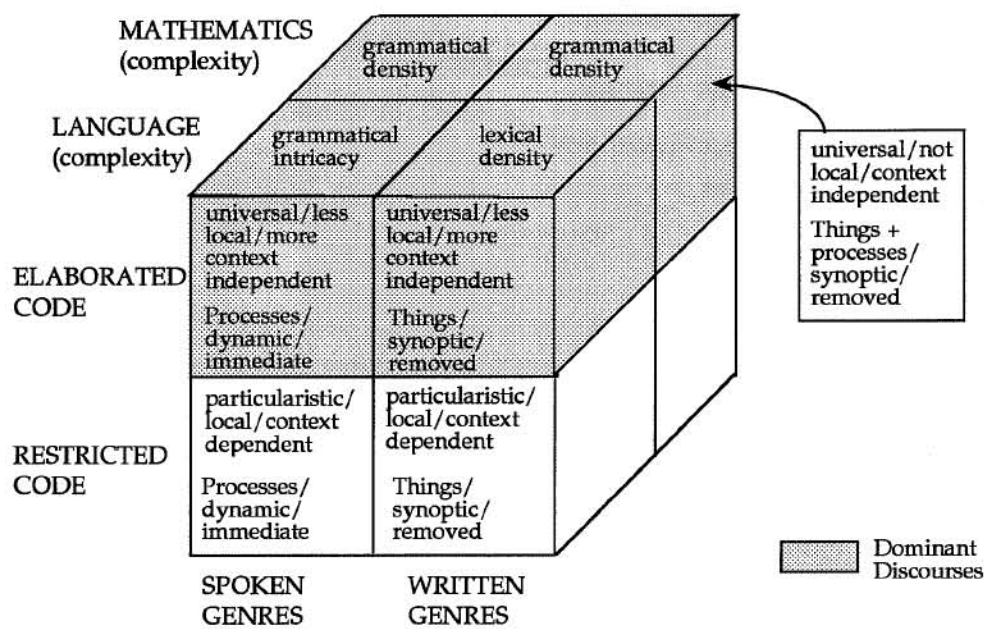 MATHEMATICS
(complexity)
grammatical
density
grammatical
density
LANGUAGE
(complexity)
grammatical
intricacy
lexical
density
universal/not
local/context
independent
Things +
processes/
synoptic/
removed
ELABORATED
CODE
universal/less
local/more
context
independent
Processes/
dynamic/
immediate
universal/less
local/more
context
independent
Things/
synoptic/
removed
RESTRICTED
CODE
particularistic/
local/context
dependent
Processes/
dynamic/
immediate
particularistic/
local/context
dependent
Things/
synoptic/
removed
SPOKEN
GENRES
WRITTEN
GENRES
Dominant
Discourses